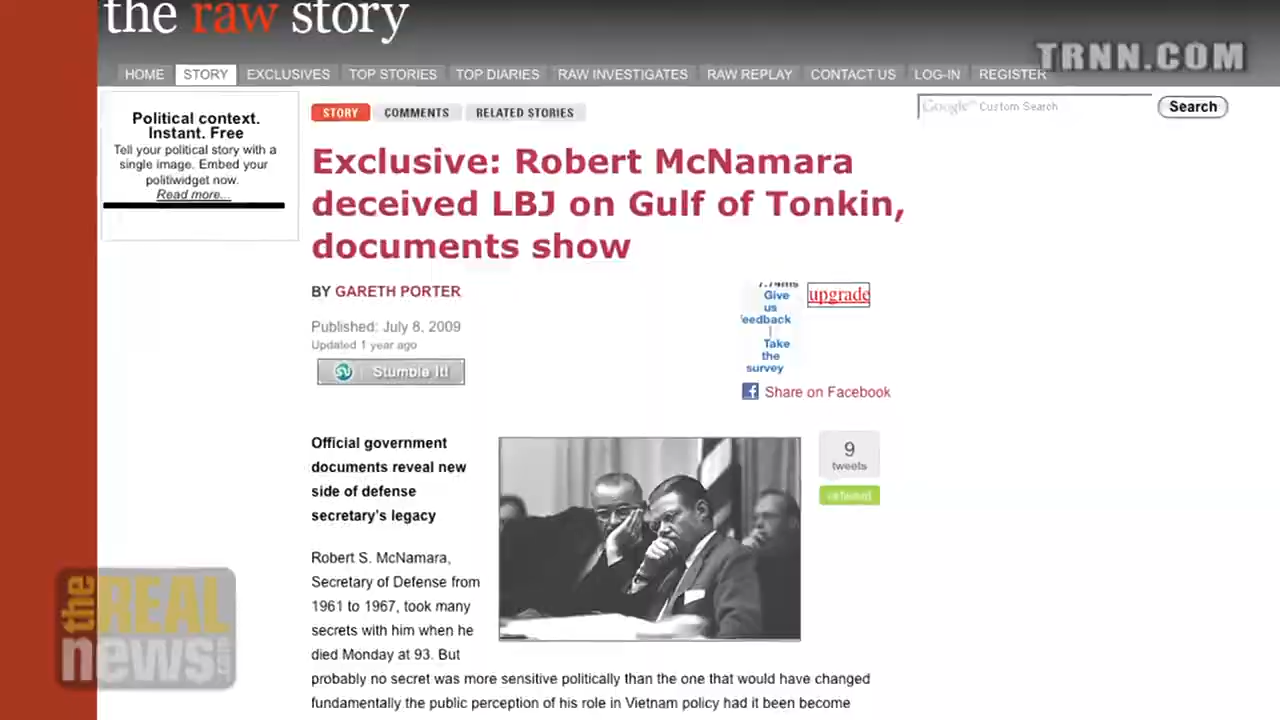 the raw story
TRNN.COM
HOME STORY EXCLUSIVES TOP STORIES TOP DIARIES RAW INVESTIGATES RAW REPLAY CONTACT US LOG-IN REGISTER
Political context.
Instant. Free
Tell your political story with a
single image. Embed your
politiwidget now.
Read more...
STORY COMMENTS RELATED STORIES
Google™ Custom Search Search
Exclusive: Robert McNamara
deceived LBJ on Gulf of Tonkin,
documents show
BY GARETH PORTER
Published: July 8, 2009
Updated 1 year ago
Stumble It!
Give
us
feedback
|
Take
the
survey
upgrade
Share on Facebook
9
tweets
retweet
Official government
documents reveal new
side of defense
secretary's legacy
Robert S. McNamara,
Secretary of Defense from
1961 to 1967, took many
secrets with him when he
died Monday at 93. But
probably no secret was more sensitive politically than the one that would have changed
fundamentally the public perception of his role in Vietnam policy had it been become
the
REAL
news.com